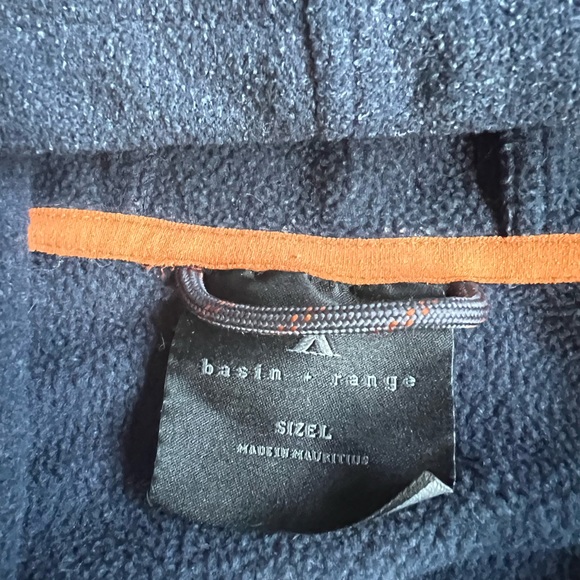 basin + range
SIZE L
MADE IN MAURITIUS